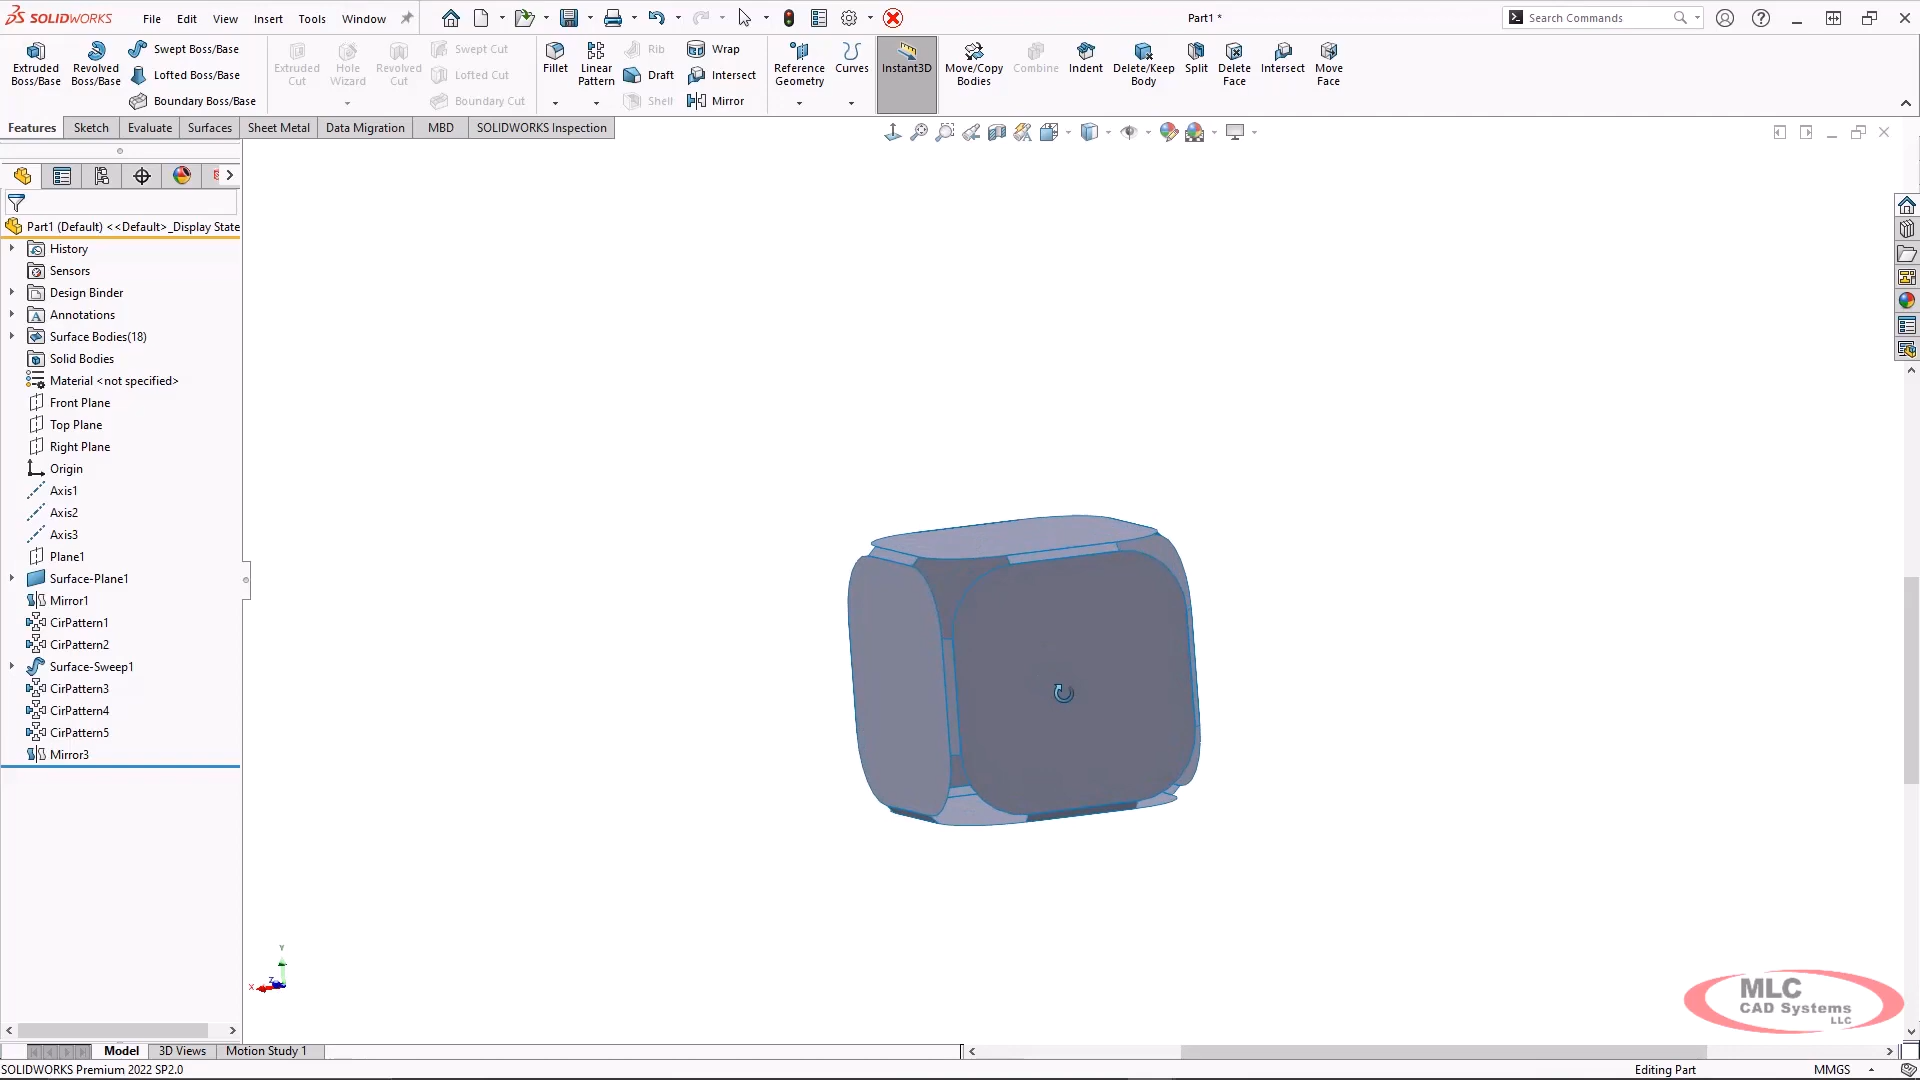 SOLIDWORKS File Edit View Insert Tools Window Part1 * Search Commands
Extruded Boss/Base
Revolved Boss/Base
Swept Boss/Base
Lofted Boss/Base
Boundary Boss/Base
Extruded Cut
Hole Wizard
Revolved Cut
Swept Cut
Lofted Cut
Boundary Cut
Fillet
Linear Pattern
Rib
Draft
Shell
Wrap
Intersect
Mirror
Reference Geometry
Curves
Instant3D
Move/Copy Bodies
Combine
Indent
Delete/Keep Body
Split
Delete Face
Intersect
Move Face
Features Sketch Evaluate Surfaces Sheet Metal Data Migration MBD SOLIDWORKS Inspection
Part1 (Default) <<Default>_Display State
History
Sensors
Design Binder
Annotations
Surface Bodies(18)
Solid Bodies
Material <not specified>
Front Plane
Top Plane
Right Plane
Origin
Axis1
Axis2
Axis3
Plane1
Surface-Plane1
Mirror1
CirPattern1
CirPattern2
Surface-Sweep1
CirPattern3
CirPattern4
CirPattern5
Mirror3
Y
Z
X
MLC
CAD Systems
LLC
Model 3D Views Motion Study 1
SOLIDWORKS Premium 2022 SP2.0 Editing Part MMGS